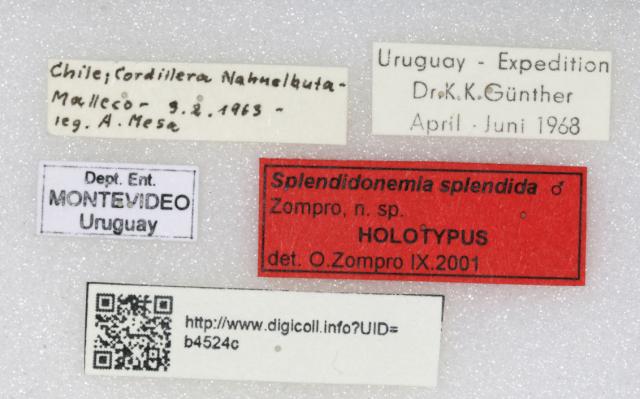 Chile; Cordillera Nahuelbuta-
Malleco - 9.2.1963 -
leg. A. Mesa
Uruguay - Expedition
Dr. K. K. Günther
April - Juni 1968
Dept. Ent.
MONTEVIDEO
Uruguay
Splendidonemia splendida ♂
Zompro, n. sp.
HOLOTYPUS
det. O.Zompro IX.2001
http://www.digicoll.info?UID=
b4524c